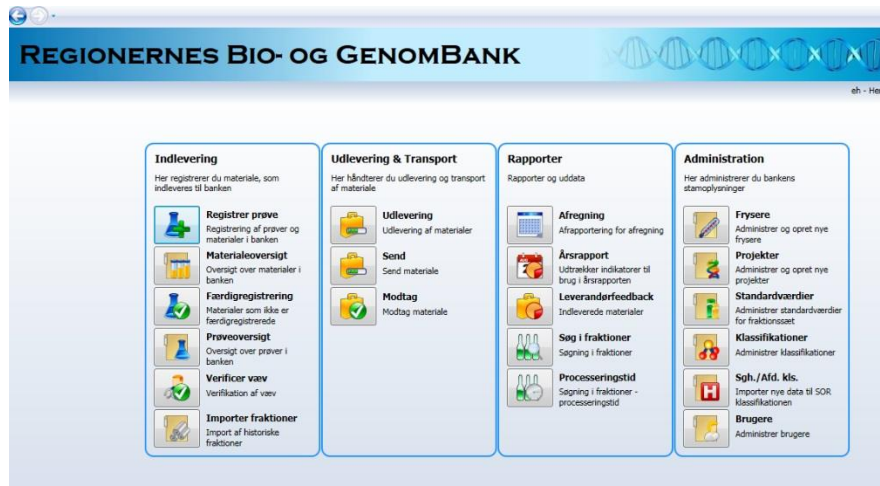 REGIONERNES BIO- OG GENOMBANK
eh - Her
Indlevering
Her registrerer du materiale, som
indleveres til banken
Registrer prøve
Registrering af prøver og
materialer i banken
Materialeoversigt
Oversigt over materialer i
banken
Færdigregistrering
Materialer som ikke er
færdigregistrerede
Prøveoversigt
Oversigt over prøver i
banken
Verificer væv
Verifikation af væv
Importer fraktioner
Import af historiske
fraktioner
Udlevering & Transport
Her håndterer du udlevering og transport
af materiale
Udlevering
Udlevering af materialer
Send
Send materiale
Modtag
Modtag materiale
Rapporter
Rapporter og uddata
Afregning
Afrapportering for afregning
Årsrapport
Udtrækker indikatorer til
brug i årsrapporten
Leverandørfeedback
Indleverede materialer
Søg i fraktioner
Søgning i fraktioner
Processeringstid
Søgning i fraktioner -
processeringstid
Administration
Her administrerer du bankens
stamoplysninger
Frysere
Administrer og opret nye
frysere
Projekter
Administrer og opret nye
projekter
Standardværdier
Administrer standardværdier
for fraktionssæt
Klassifikationer
Administrer klassifikationer
Sgh./Afd. kls.
Importer nye data til SOR
klassifikationen
Brugere
Administrer brugere